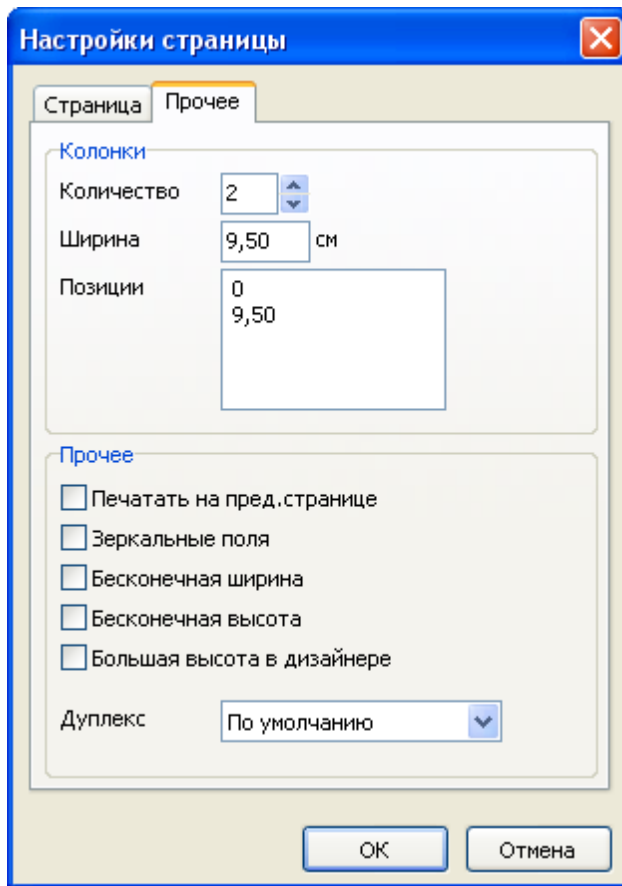 Настройки страницы
Страница Прочее
Колонки
Количество 2
Ширина 9,50 см
Позиции 0
9,50
Прочее
Печатать на пред.странице
Зеркальные поля
Бесконечная ширина
Бесконечная высота
Большая высота в дизайнере
Дуплекс По умолчанию
ОК Отмена